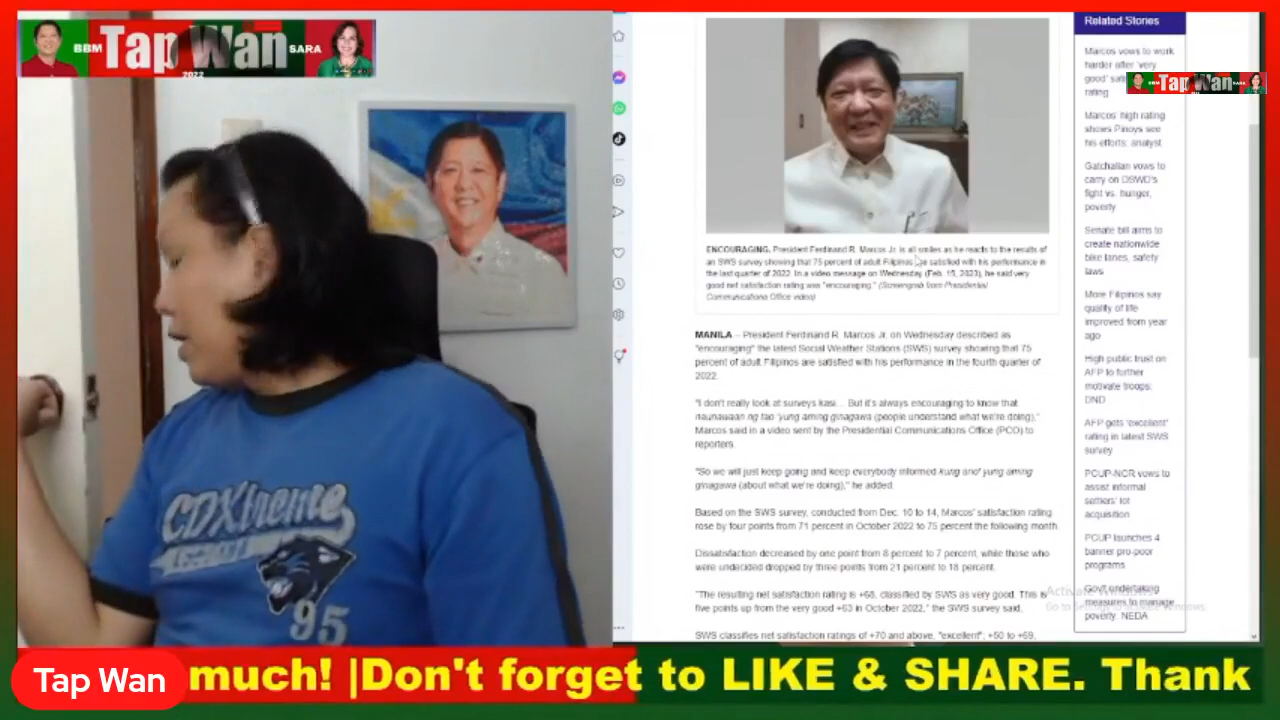 BBM Tap Wan SARA
2022
CDXtreme
95
ENCOURAGING. President Ferdinand R. Marcos Jr. is all smiles as he reacts to the results of
an SWS survey showing that 75 percent of adult Filipinos are satisfied with his performance in
the last quarter of 2022. In a video message on Wednesday (Feb. 15, 2023), he said very
good net satisfaction rating was "encouraging." (Screengrab from Presidential
Communications Office video)
MANILA – President Ferdinand R. Marcos Jr. on Wednesday described as
"encouraging" the latest Social Weather Stations (SWS) survey showing that 75
percent of adult Filipinos are satisfied with his performance in the fourth quarter of
2022.
"I don't really look at surveys kasi... But it's always encouraging to know that
naunawaan ng tao 'yung aming ginagawa (people understand what we're doing),"
Marcos said in a video sent by the Presidential Communications Office (PCO) to
reporters.
"So we will just keep going and keep everybody informed kung anof yung aming
ginagawa (about what we're doing)," he added.
Based on the SWS survey, conducted from Dec. 10 to 14, Marcos' satisfaction rating
rose by four points from 71 percent in October 2022 to 75 percent the following month.
Dissatisfaction decreased by one point from 8 percent to 7 percent, while those who
were undecided dropped by three points from 21 percent to 18 percent.
"The resulting net satisfaction rating is +68, classified by SWS as very good. This is
five points up from the very good +63 in October 2022," the SWS survey said.
SWS classifies net satisfaction ratings of +70 and above, "excellent"; +50 to +69,
Related Stories
Marcos vows to work
harder after 'very
good'
rating
Marcos' high rating
shows Pinoys see
his efforts: analyst
Gatchalian vows to
carry on DSWD's
fight vs. hunger,
poverty
Senate bill aims to
create nationwide
bike lanes, safety
laws
More Filipinos say
quality of life
improved from year
ago
High public trust on
AFP to further
motivate troops:
DND
AFP gets 'excellent'
rating in latest SWS
survey
PCUP-NCR vows to
assist informal
settlers' lot
acquisition
PCUP launches 4
banner pro-poor
programs
Gov't undertaking
measures to manage
poverty: NEDA
Tap Wan
Activate Windows
Go to Settings to activate Windows.
Tap Wan
much! |Don't forget to LIKE & SHARE. Thank